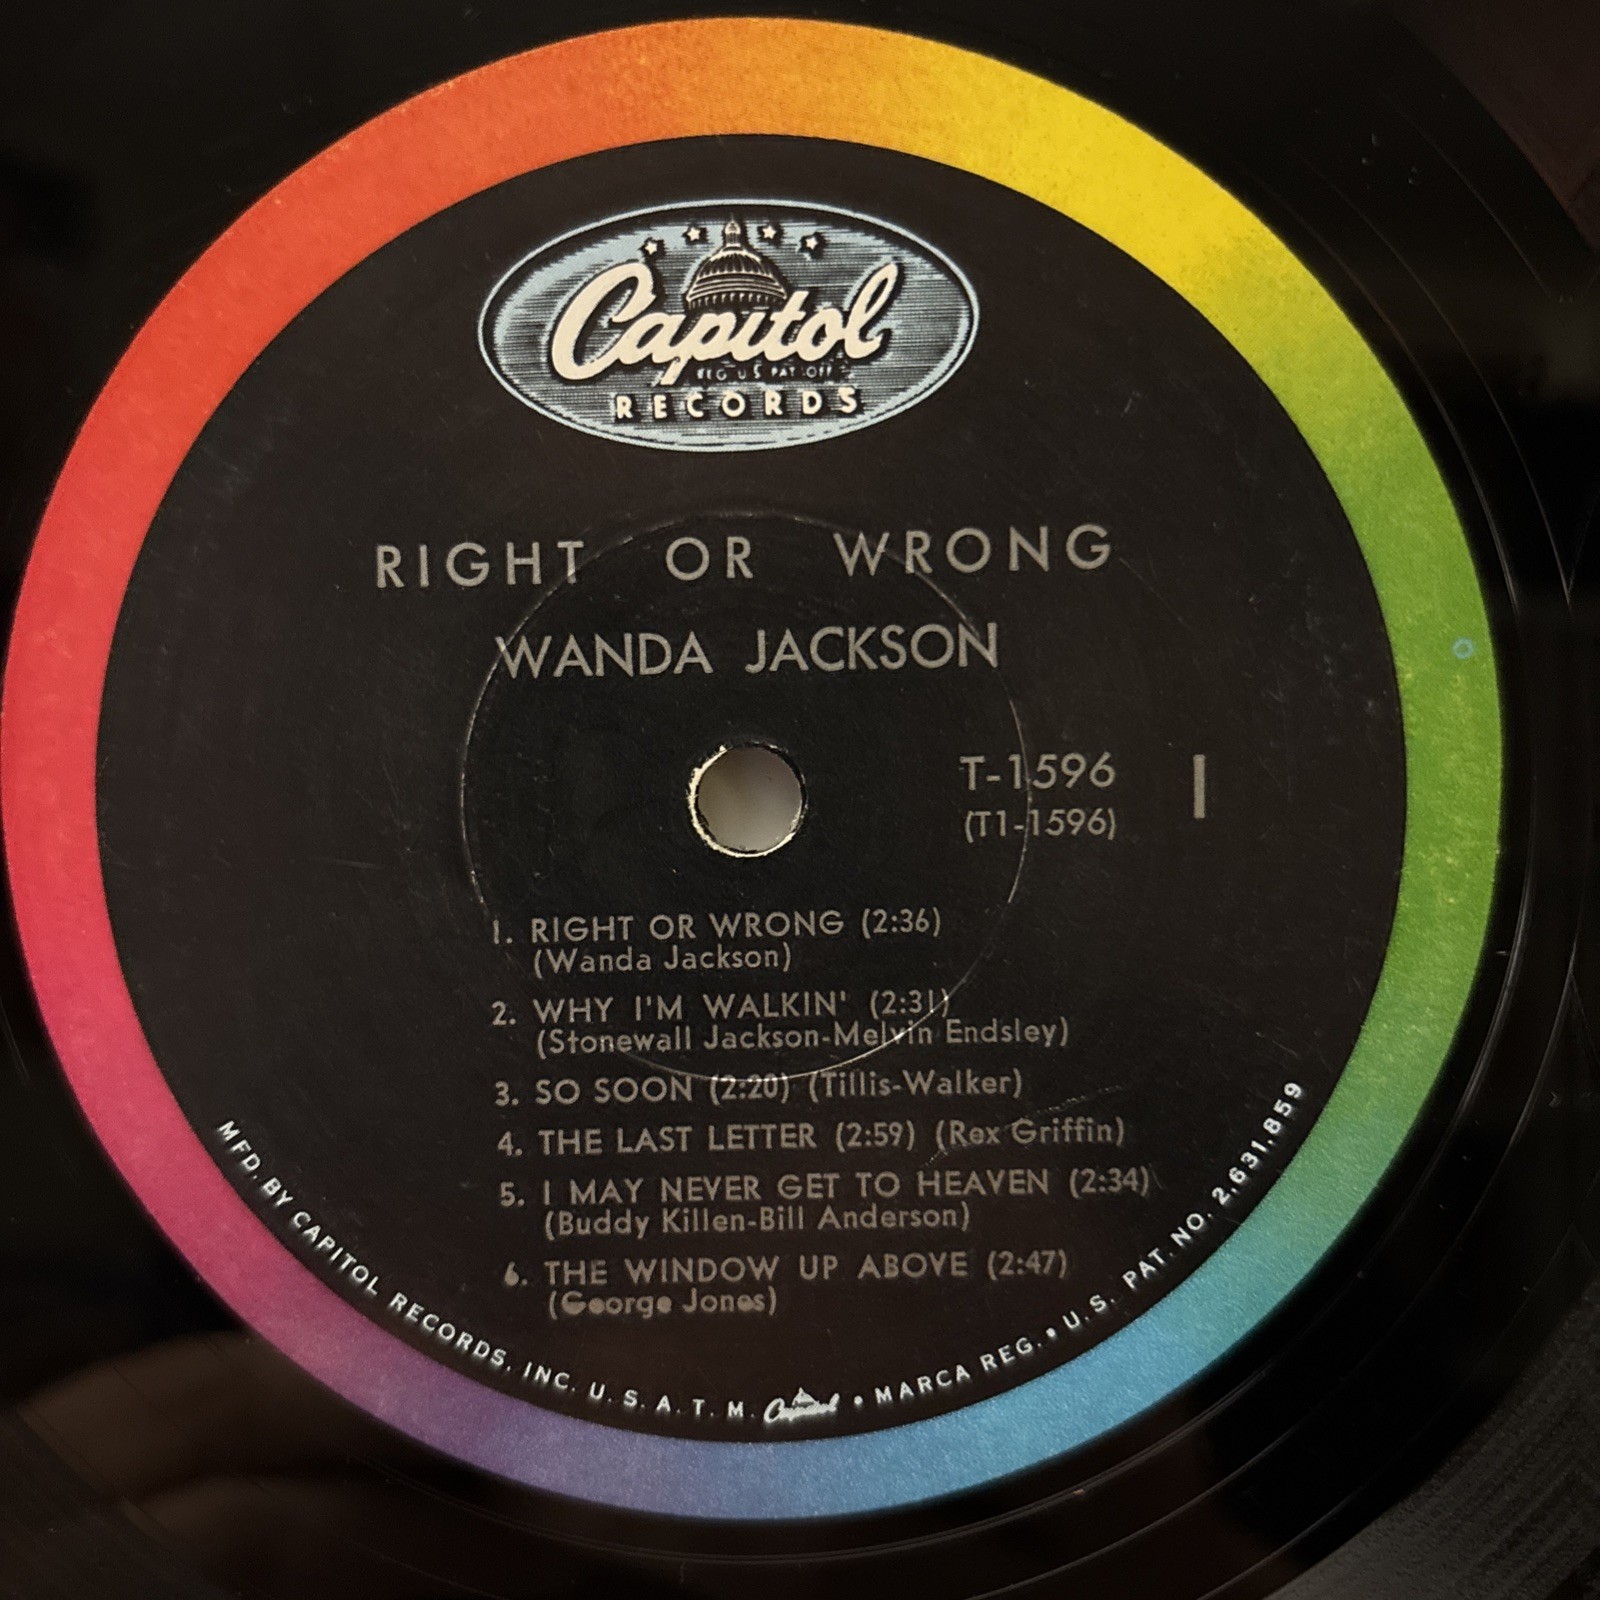 Capitol
REG U S PAT OFF
RECORDS
RIGHT OR WRONG
WANDA JACKSON
T-1596
(T1-1596)
1
1. RIGHT OR WRONG (2:36)
(Wanda Jackson)
2. WHY I'M WALKIN' (2:31)
(Stonewall Jackson-Melvin Endsley)
3. SO SOON (2:20) (Tillis-Walker)
4. THE LAST LETTER (2:59) (Rex Griffin)
5. I MAY NEVER GET TO HEAVEN (2:34)
(Buddy Killen-Bill Anderson)
6. THE WINDOW UP ABOVE (2:47)
(George Jones)
MFD. BY CAPITOL RECORDS, INC. U. S. A. T. M. Capitol • MARCA REG. • U. S. PAT. NO. 2,631,859